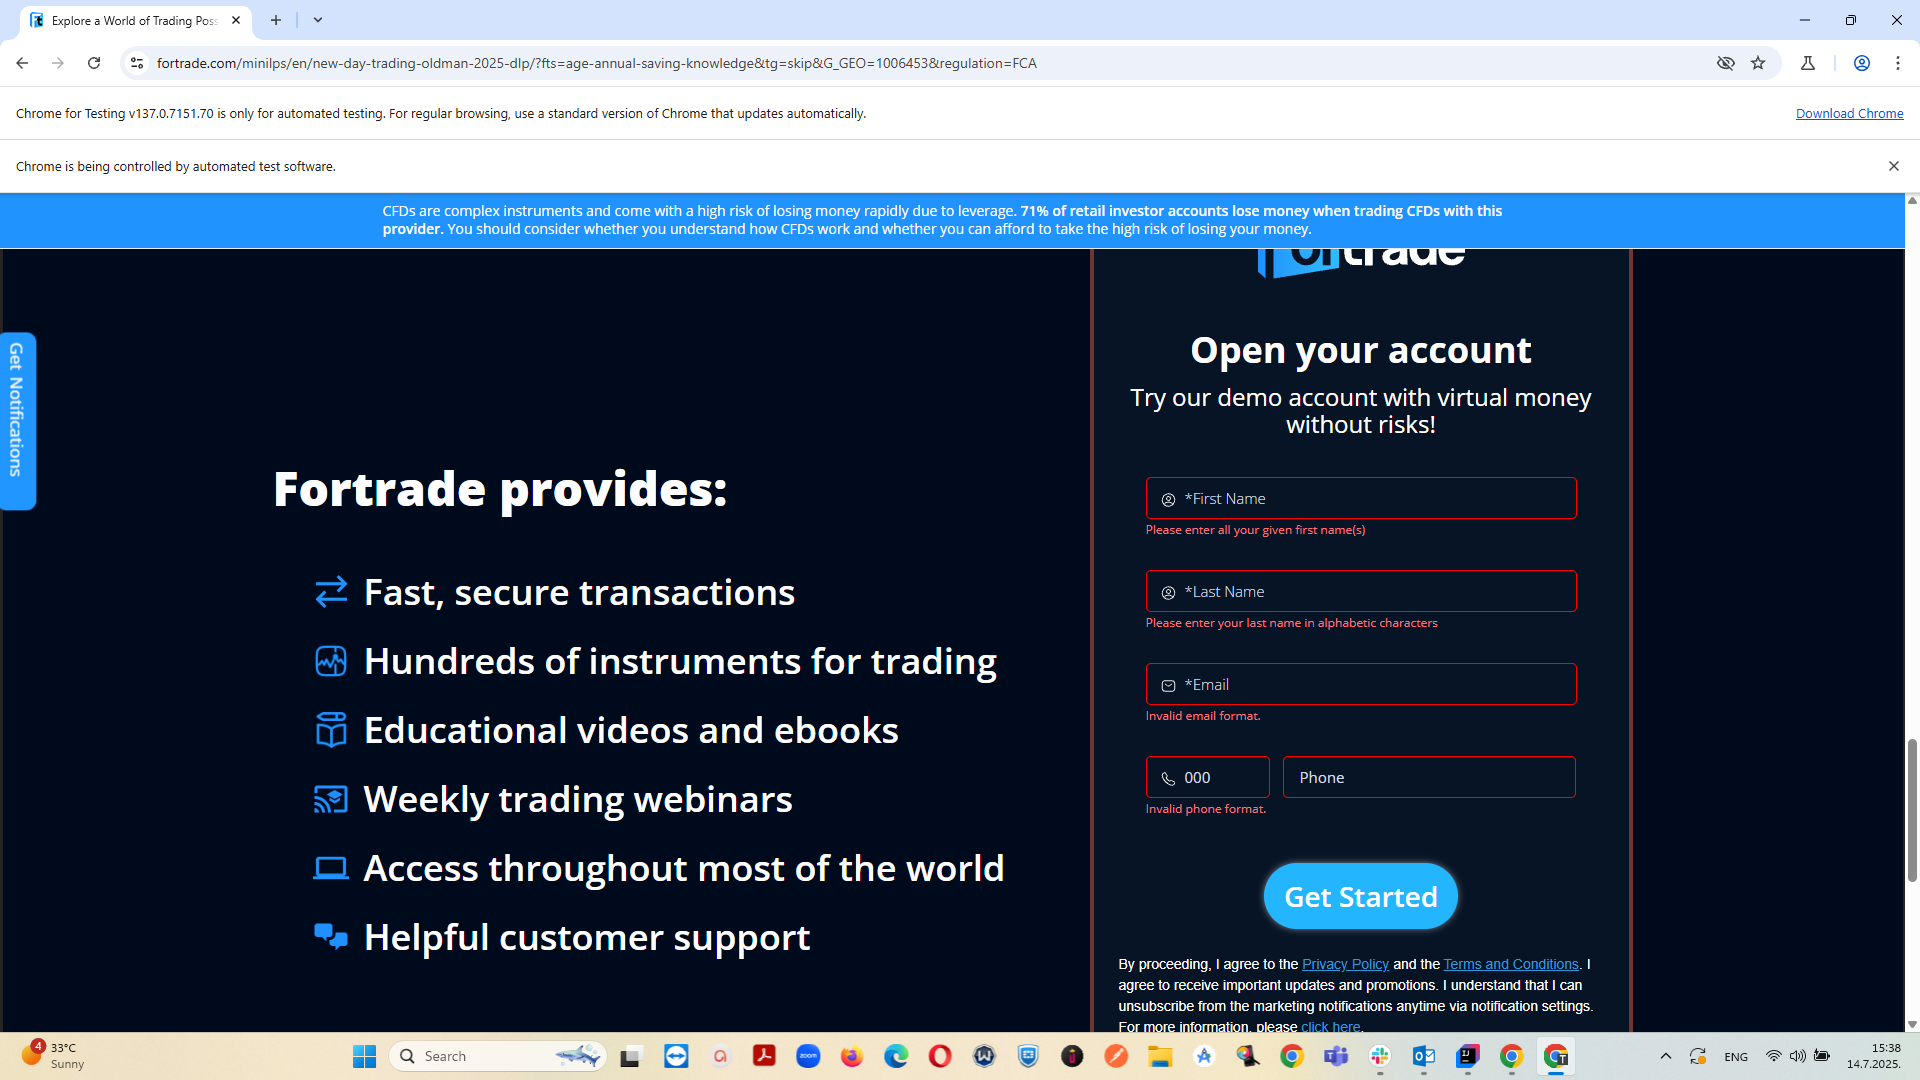 Explore a World of Trading Poss
fortrade.com/minilps/en/new-day-trading-oldman-2025-dlp/?fts=age-annual-saving-knowledge&tg=skip&G_GEO=1006453&regulation=FCA
Chrome for Testing v137.0.7151.70 is only for automated testing. For regular browsing, use a standard version of Chrome that updates automatically.
Download Chrome
Chrome is being controlled by automated test software.
CFDs are complex instruments and come with a high risk of losing money rapidly due to leverage. 71% of retail investor accounts lose money when trading CFDs with this
provider. You should consider whether you understand how CFDs work and whether you can afford to take the high risk of losing your money.
Get Notifications
Fortrade provides:
Fast, secure transactions
Hundreds of instruments for trading
Educational videos and ebooks
Weekly trading webinars
Access throughout most of the world
Helpful customer support
fortrade
Open your account
Try our demo account with virtual money
without risks!
*First Name
Please enter all your given first name(s)
*Last Name
Please enter your last name in alphabetic characters
*Email
Invalid email format.
000
Phone
Invalid phone format.
Get Started
By proceeding, I agree to the Privacy Policy and the Terms and Conditions. I
agree to receive important updates and promotions. I understand that I can
unsubscribe from the marketing notifications anytime via notification settings.
For more information, please click here.
4
33°C
Sunny
Search
zoom
ENG
15:38
14.7.2025.